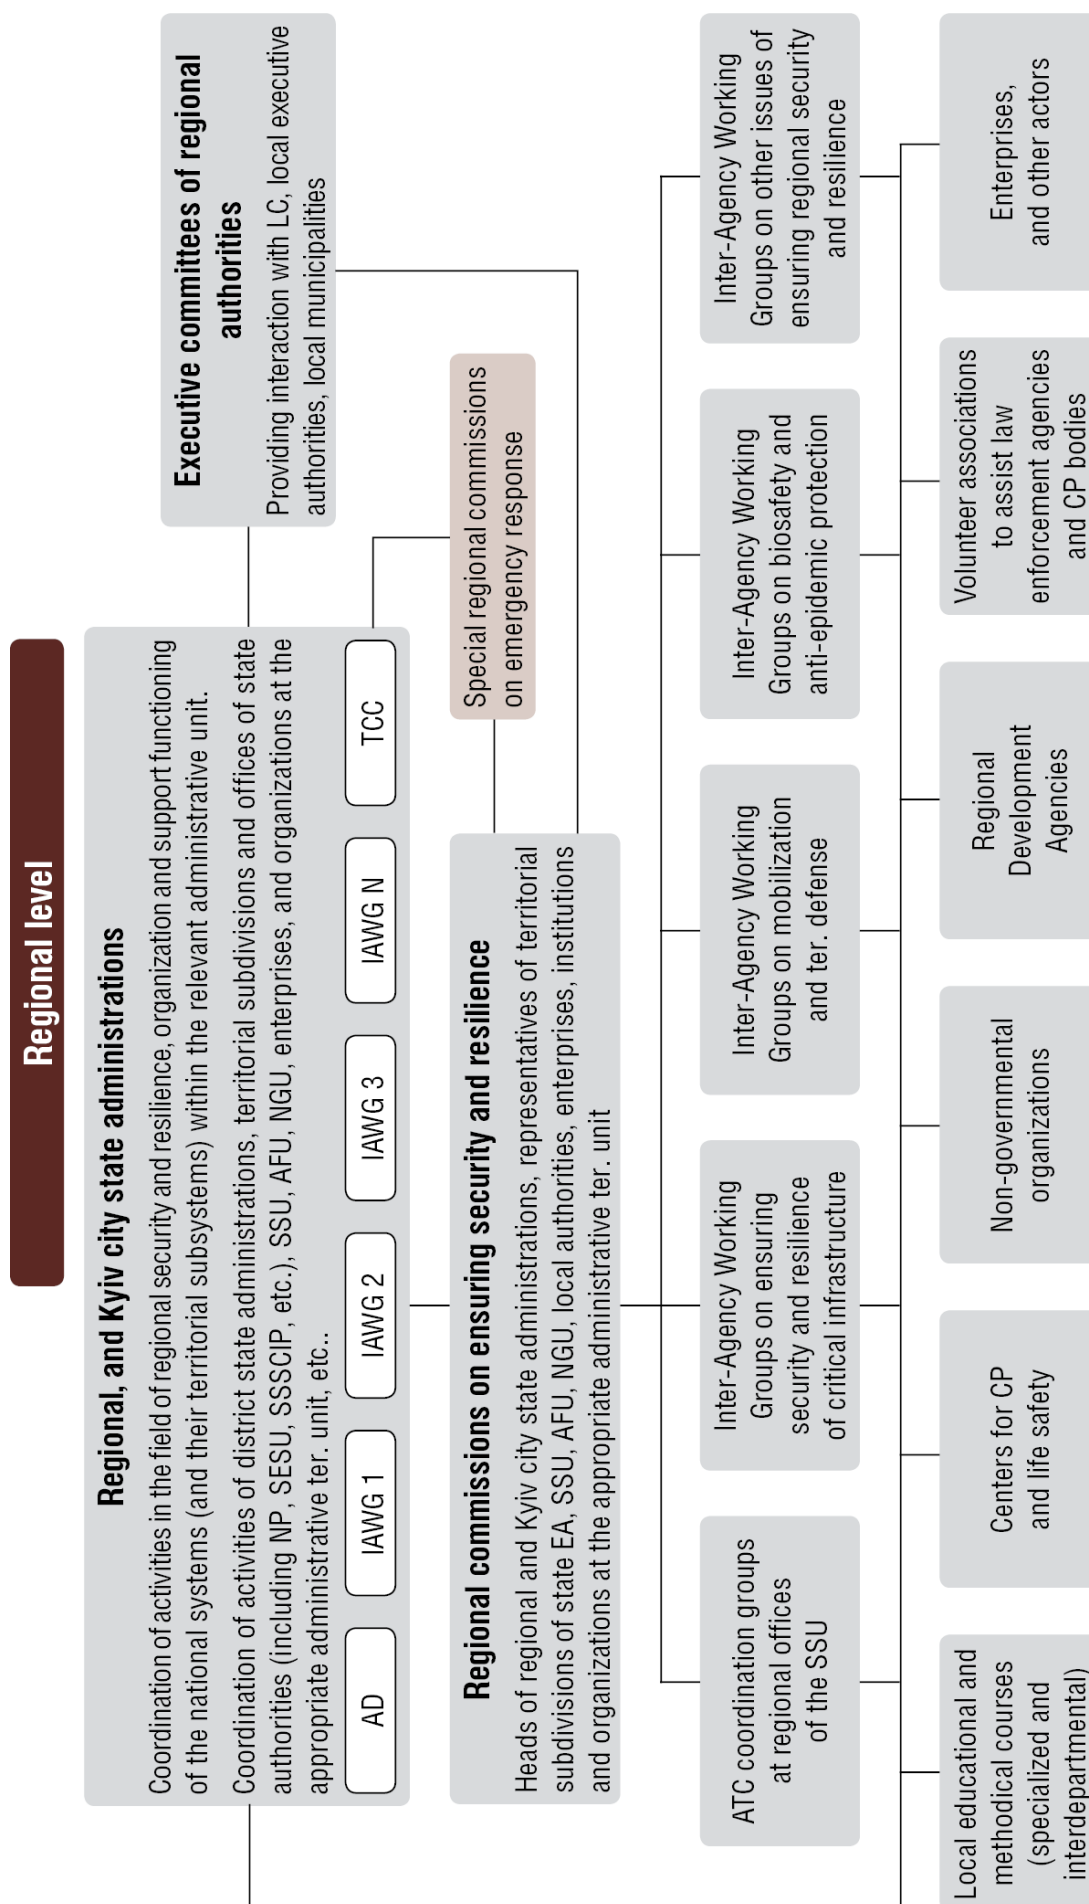 Regional level
Regional, and Kyiv city state administrations
Coordination of activities in the field of regional security and resilience, organization and support functioning
of the national systems (and their territorial subsystems) within the relevant administrative unit.
Coordination of activities of district state administrations, territorial subdivisions and offices of state
authorities (including NP, SESU, SSSCIP, etc.), SSU, AFU, NGU, enterprises, and organizations at the
appropriate administrative ter. unit, etc..
AD
IAWG 1
IAWG 2
IAWG 3
IAWG N
TCC
Executive committees of regional
authorities
Providing interaction with LC, local executive
authorities, local municipalities
Special regional commissions
on emergency response
Regional commissions on ensuring security and resilience
Heads of regional and Kyiv city state administrations, representatives of territorial
subdivisions of state EA, SSU, AFU, NGU, local authorities, enterprises, institutions
and organizations at the appropriate administrative ter. unit
ATC coordination groups
at regional offices
of the SSU
Inter-Agency Working
Groups on ensuring
security and resilience
of critical infrastructure
Inter-Agency Working
Groups on mobilization
and ter. defense
Inter-Agency Working
Groups on biosafety and
anti-epidemic protection
Inter-Agency Working
Groups on other issues of
ensuring regional security
and resilience
Local educational and
methodical courses
(specialized and
interdepartmental)
Centers for CP
and life safety
Non-governmental
organizations
Regional
Development
Agencies
Volunteer associations
to assist law
enforcement agencies
and CP bodies
Enterprises,
and other actors